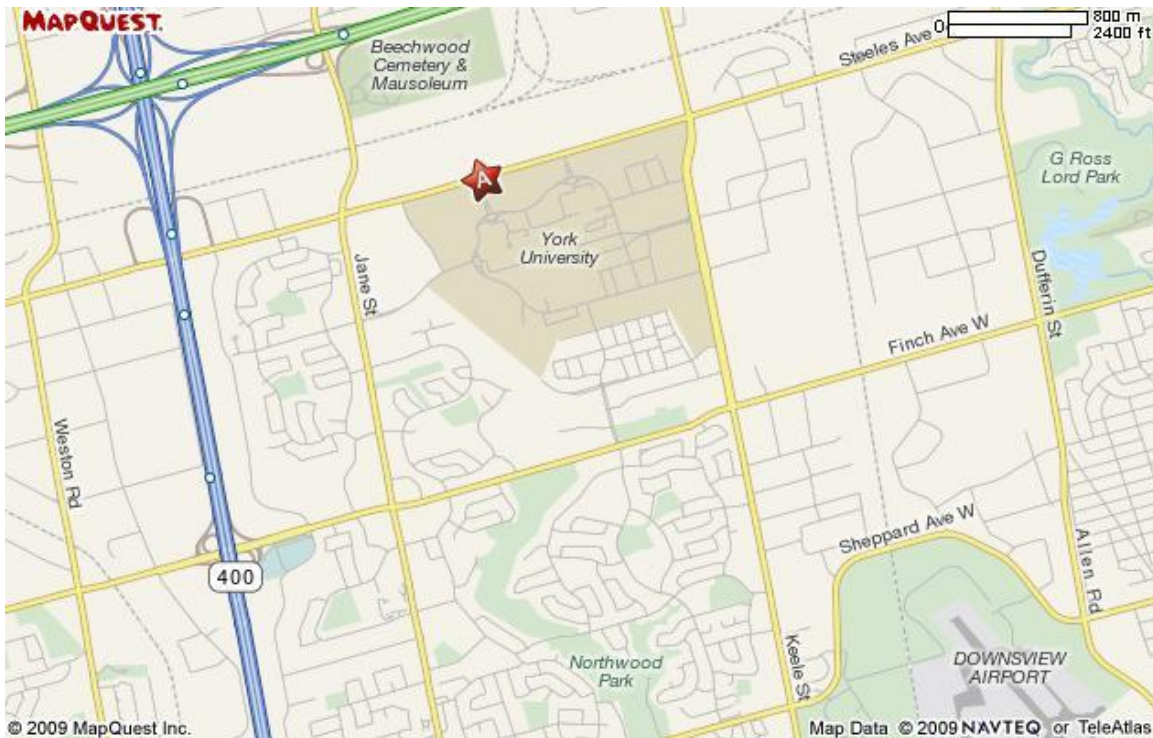 MAPQUEST.
0
800 m
2400 ft
Beechwood
Cemetery &
Mausoleum
Steeles Ave
A
G Ross
Lord Park
York
University
Jane St
Dufferin St
Finch Ave W
Weston Rd
Sheppard Ave W
400
Allen Rd
Keele St
Northwood
Park
DOWNSVIEW
AIRPORT
© 2009 MapQuest Inc.
Map Data © 2009 NAVTEQ or TeleAtlas